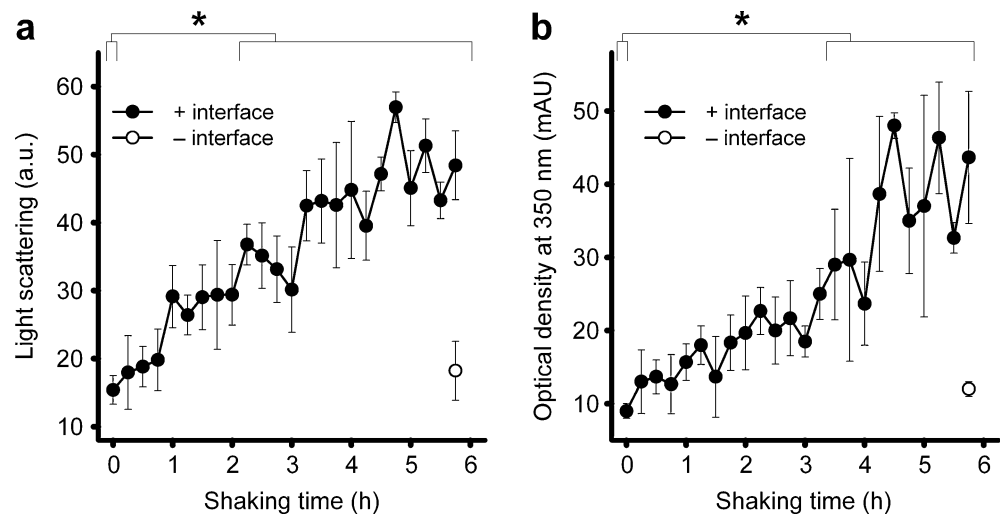 a
*
Light scattering (a.u.)
60
50
40
30
20
10
+ interface
– interface
0 1 2 3 4 5 6
Shaking time (h)
b
*
Optical density at 350 nm (mAU)
50
40
30
20
10
+ interface
– interface
0 1 2 3 4 5 6
Shaking time (h)